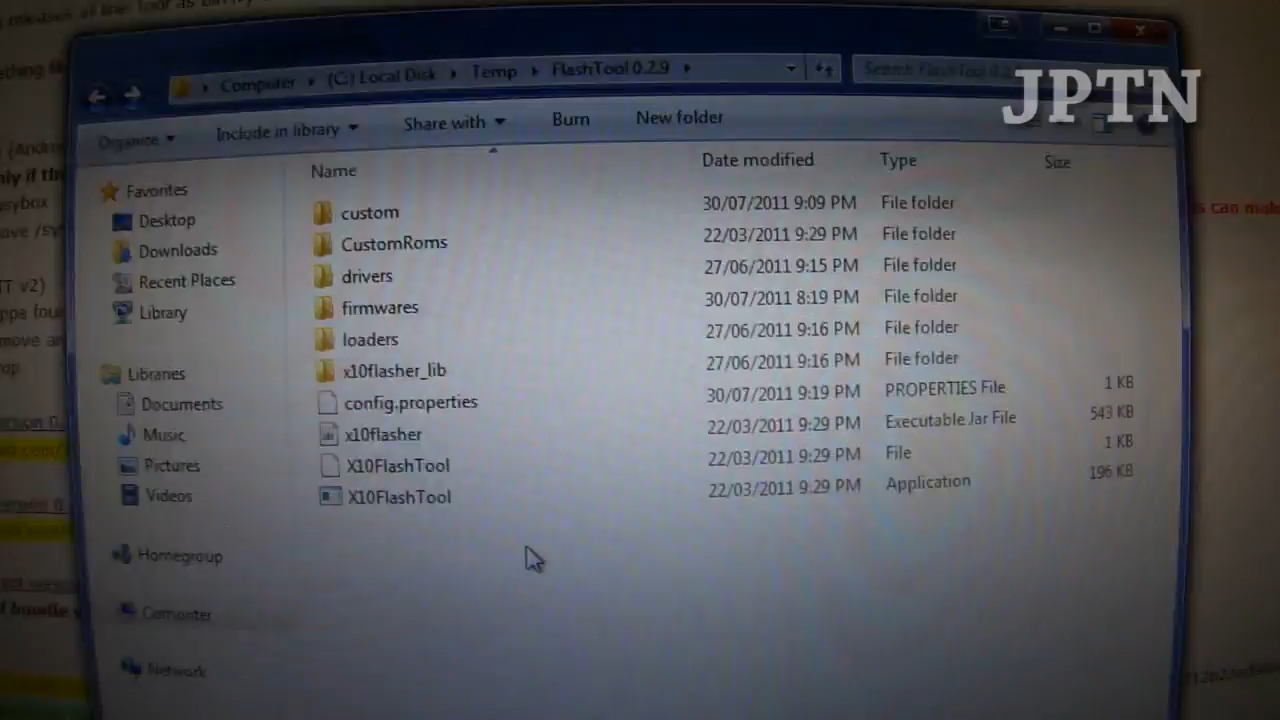 Computer (C:) Local Disk Temp FlashTool 0.2.9
Search FlashTool 0.2.9
JPTN
Organize Include in library Share with Burn New folder
Name Date modified Type Size
Favorites
Desktop
Downloads
Recent Places
Library
Libraries
Documents
Music
Pictures
Videos
Homegroup
Computer
Network
custom 30/07/2011 9:09 PM File folder
CustomRoms 22/03/2011 9:29 PM File folder
drivers 27/06/2011 9:15 PM File folder
firmwares 30/07/2011 8:19 PM File folder
loaders 27/06/2011 9:16 PM File folder
x10flasher_lib 27/06/2011 9:16 PM File folder
config.properties 30/07/2011 9:19 PM PROPERTIES File 1 KB
x10flasher 22/03/2011 9:29 PM Executable Jar File 543 KB
X10FlashTool 22/03/2011 9:29 PM File 1 KB
X10FlashTool 22/03/2011 9:29 PM Application 196 KB
can